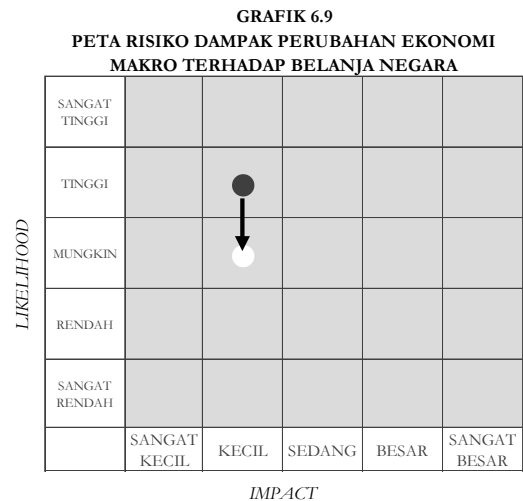 GRAFIK 6.9
PETA RISIKO DAMPAK PERUBAHAN EKONOMI
MAKRO TERHADAP BELANJA NEGARA
LIKELIHOOD
SANGAT
TINGGI
TINGGI
MUNGKIN
RENDAH
SANGAT
RENDAH
SANGAT
KECIL
KECIL
SEDANG
BESAR
SANGAT
BESAR
IMPACT